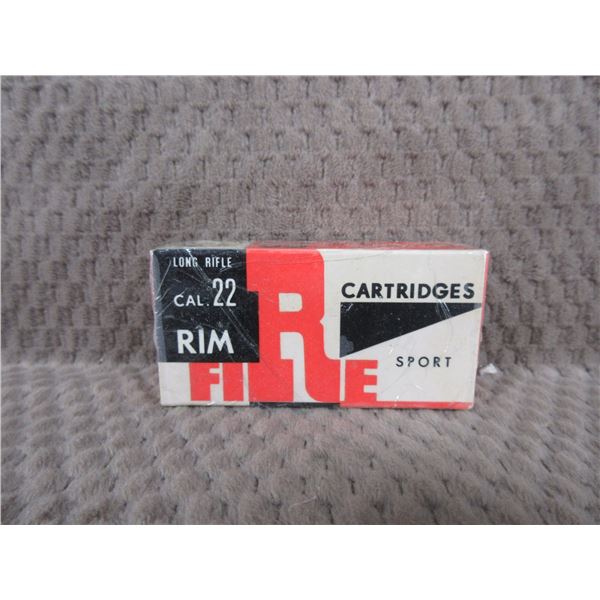 LONG RIFLE
CAL. 22
RIM
FIRE
CARTRIDGES
SPORT